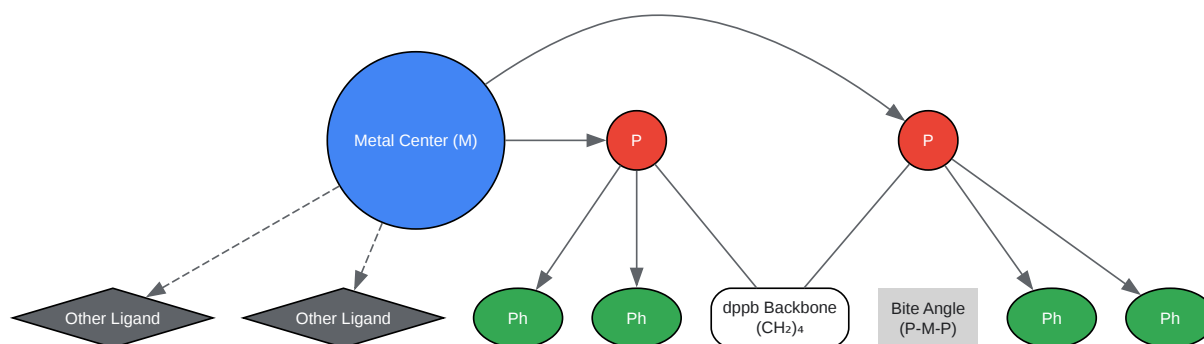 Metal Center (M)
P
P
Other Ligand
Other Ligand
Ph
Ph
dppb Backbone
(CH₂)₄
Bite Angle
(P-M-P)
Ph
Ph